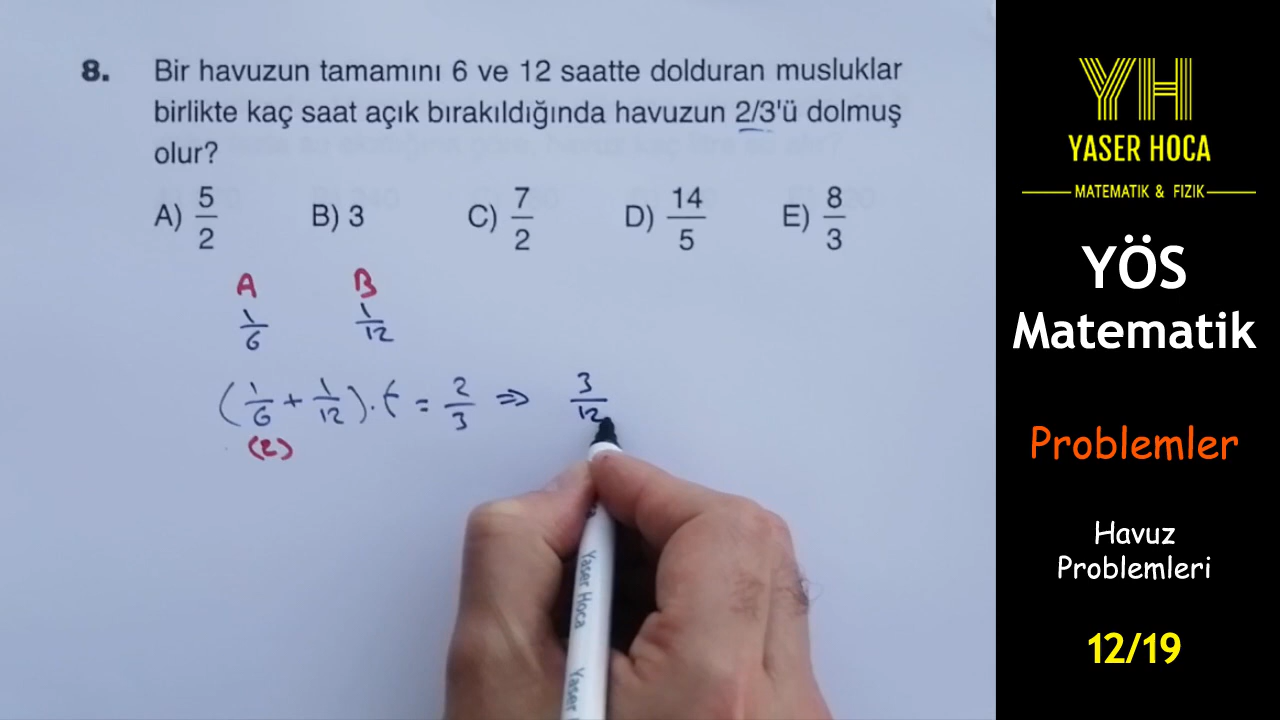 8. Bir havuzun tamamını 6 ve 12 saatte dolduran musluklar
birlikte kaç saat açık bırakıldığında havuzun 2/3'ü dolmuş
olur?
A) 5/2 B) 3 C) 7/2 D) 14/5 E) 8/3
A B
1/6 1/12
(1/6 + 1/12) . t = 2/3 ⇒ 3/12
(2)
Yaser Hoca
Yaser
YH
YASER HOCA
MATEMATIK & FIZIK
YÖS
Matematik
Problemler
Havuz
Problemleri
12/19